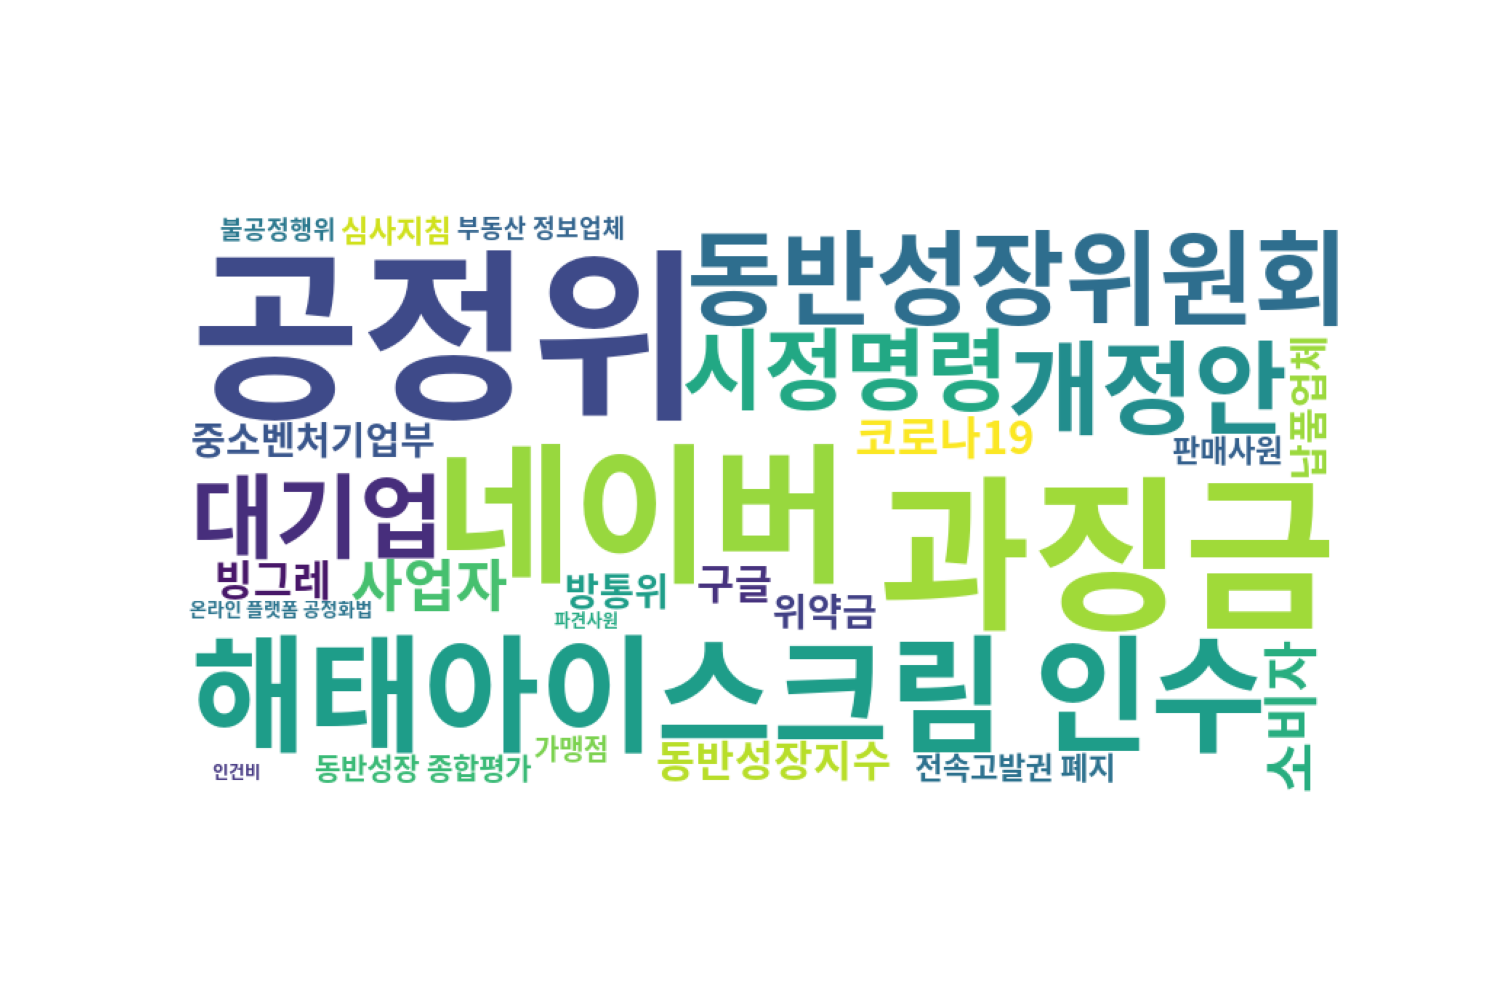 불공정행위 심사지침 부동산 정보업체
공정위
동반성장위원회
시정명령
개정안
납품업체
중소벤처기업부
코로나19
판매사원
대기업
네이버
과징금
빙그레
사업자
방통위
구글
위약금
온라인 플랫폼 공정화법
파견사원
해태아이스크림 인수
소비자
인건비
동반성장 종합평가
가맹점
동반성장지수
전속고발권 폐지